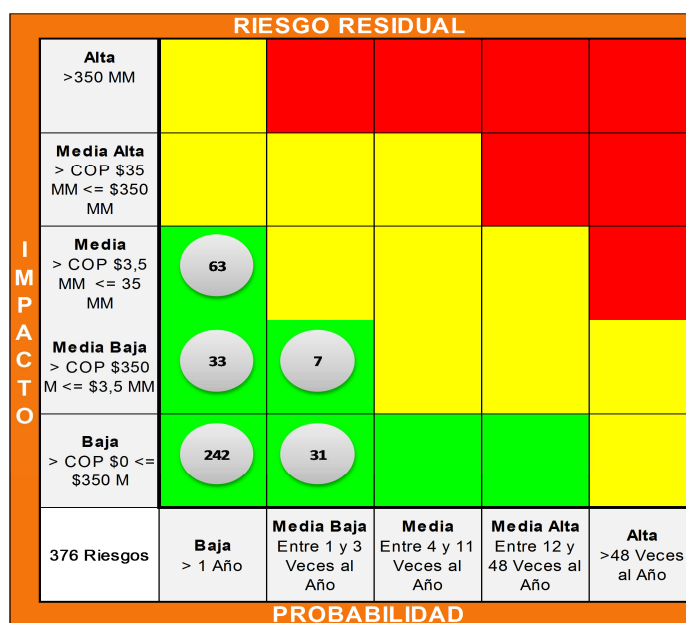 RIESGO RESIDUAL
Alta
>350 MM
Media Alta
> COP $35
MM <= $350
MM
IMPACTO
Media
> COP $3,5
MM <= 35
MM
63
Media Baja
> COP $350
M <= $3,5 MM
33
7
Baja
> COP $0 <=
$350 M
242
31
376 Riesgos
Baja
> 1 Año
Media Baja
Entre 1 y 3
Veces al
Año
Media
Entre 4 y 11
Veces al
Año
Media Alta
Entre 12 y
48 Veces al
Año
Alta
>48 Veces
al Año
PROBABILIDAD